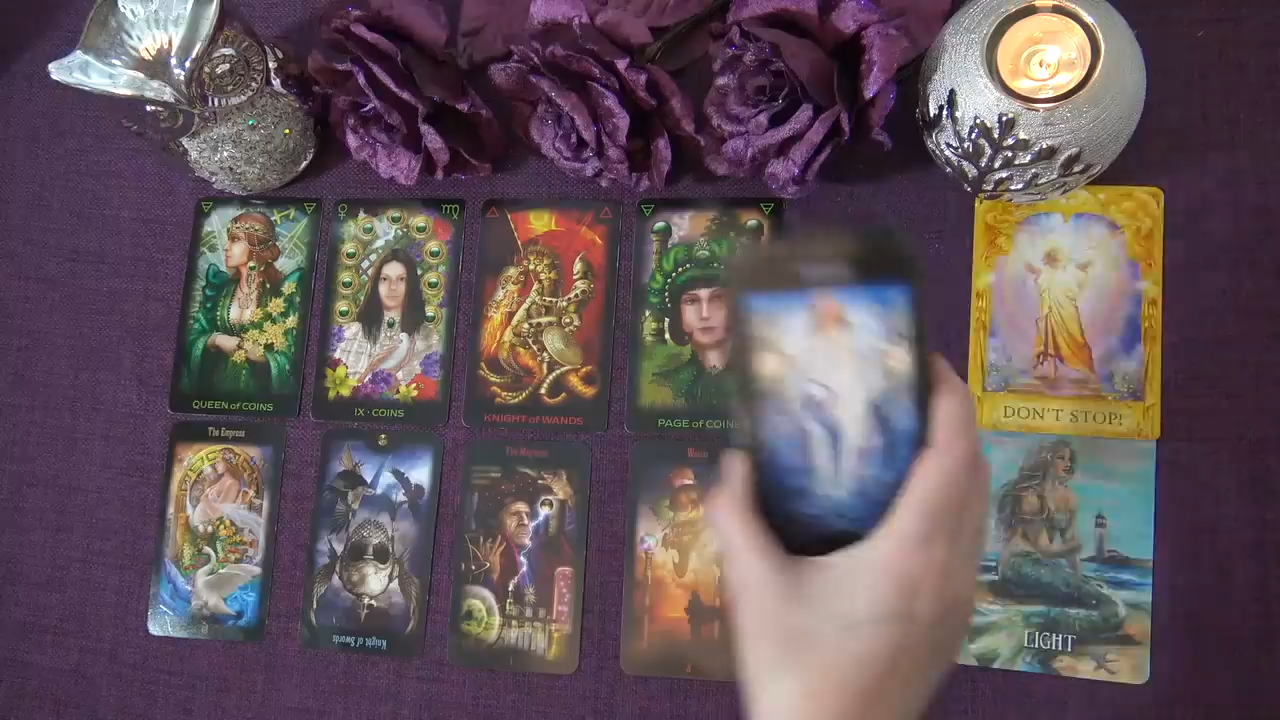 QUEEN of COINS
IX · COINS
KNIGHT of WANDS
PAGE of COINS
DON'T STOP!
The Empress
Knight of Swords
The Magician
LIGHT